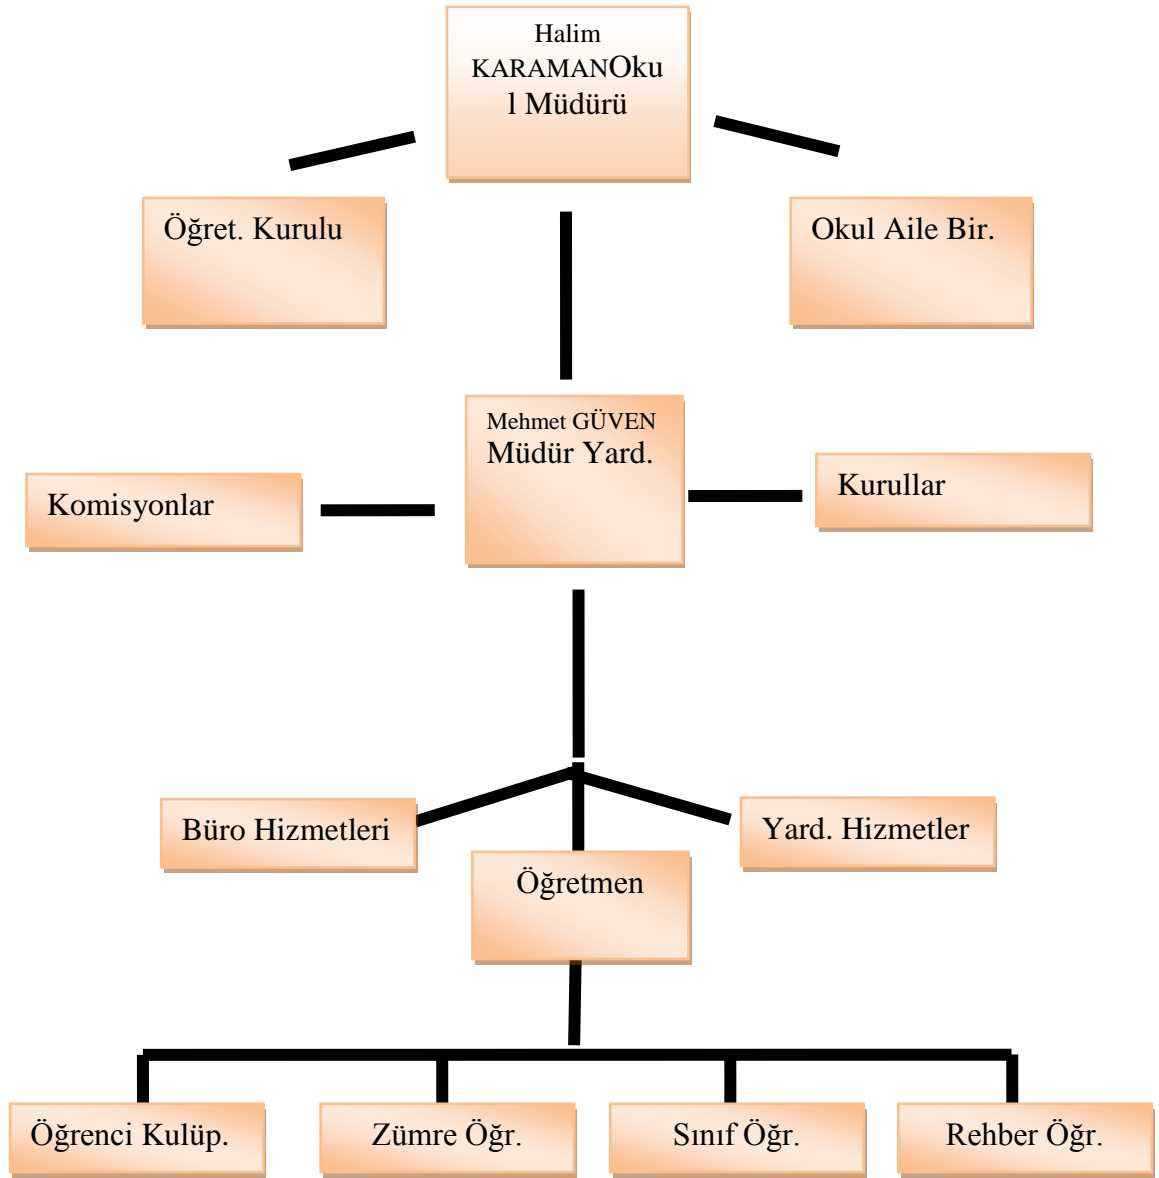 Halim
KARAMANOku
l Müdürü
Öğret. Kurulu
Okul Aile Bir.
Mehmet GÜVEN
Müdür Yard.
Komisyonlar
Kurullar
Büro Hizmetleri
Yard. Hizmetler
Öğretmen
Öğrenci Kulüp.
Zümre Öğr.
Sınıf Öğr.
Rehber Öğr.